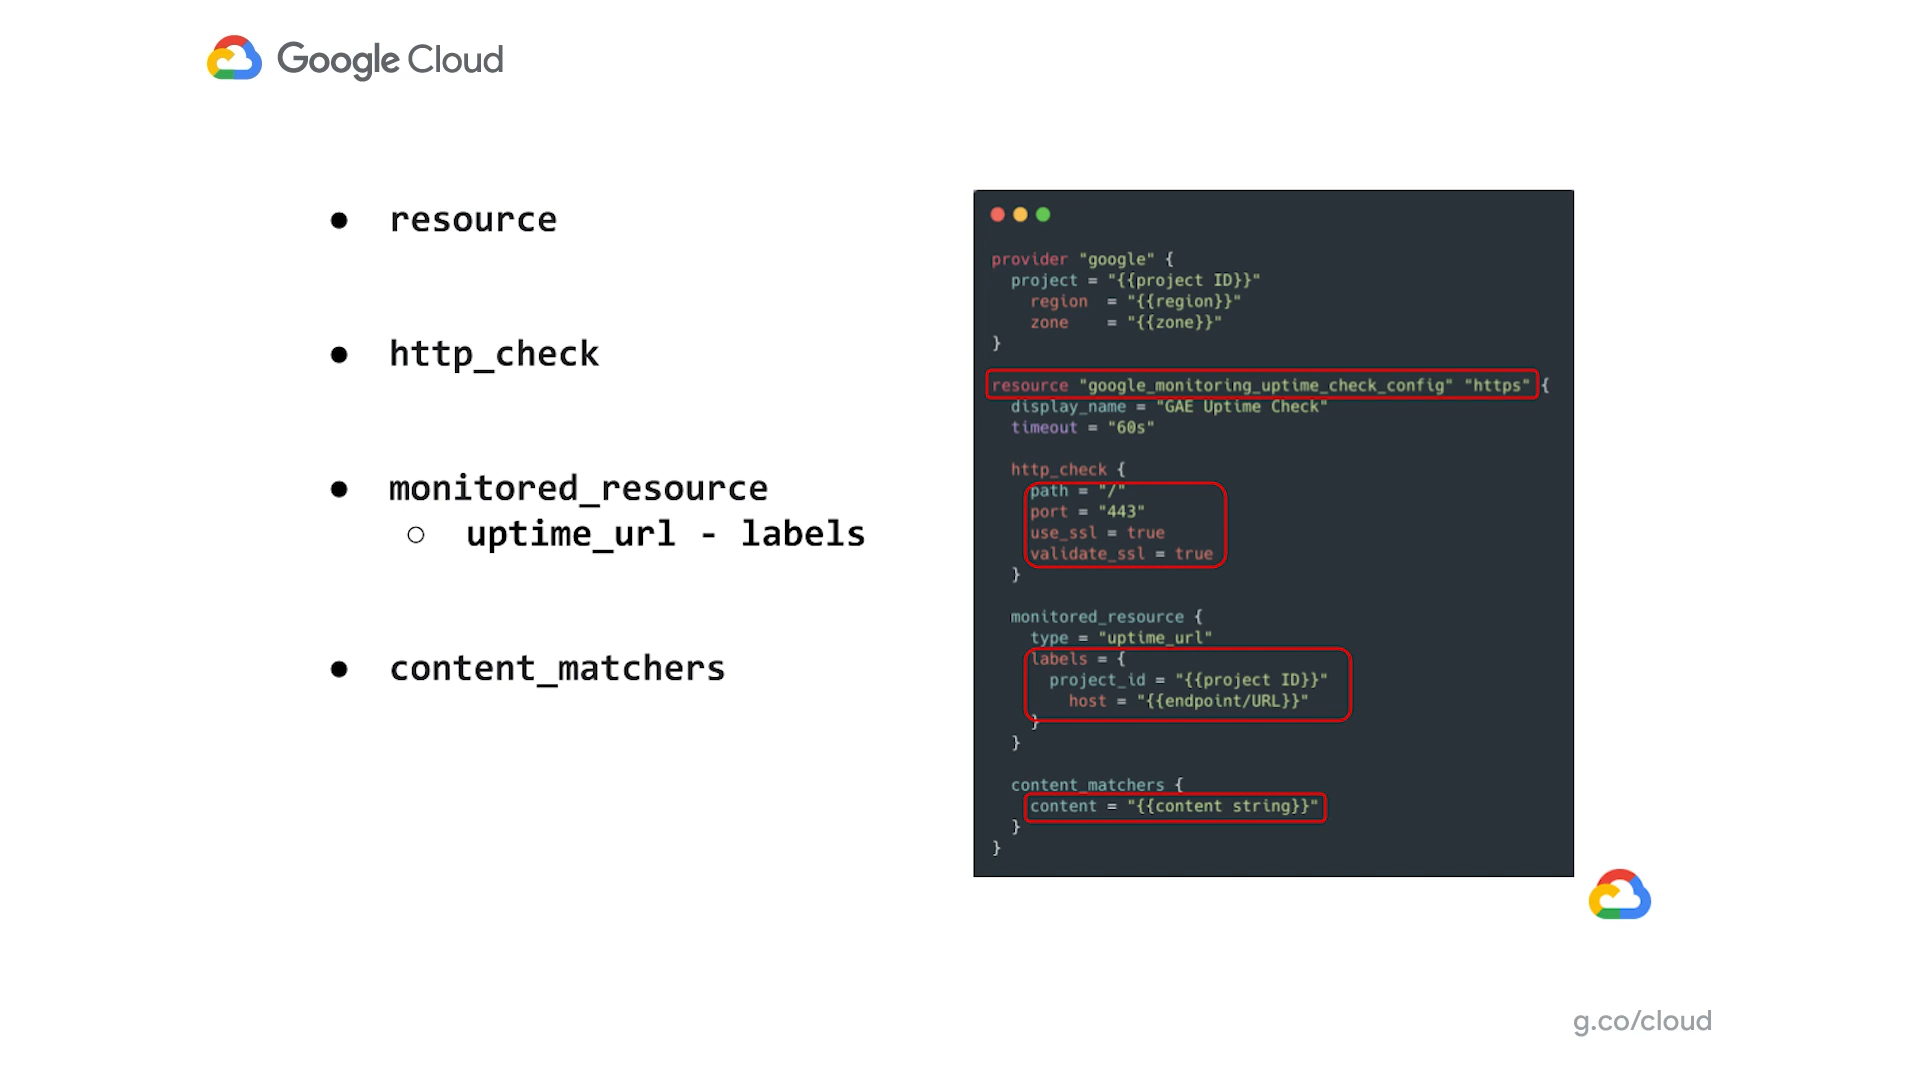 Google Cloud
● resource
● http_check
● monitored_resource
○ uptime_url - labels
● content_matchers
provider "google" {
  project = "{{project ID}}"
    region  = "{{region}}"
    zone    = "{{zone}}"
}
resource "google_monitoring_uptime_check_config" "https" {
  display_name = "GAE Uptime Check"
  timeout = "60s"
  http_check {
    path = "/"
    port = "443"
    use_ssl = true
    validate_ssl = true
  }
  monitored_resource {
    type = "uptime_url"
    labels = {
      project_id = "{{project ID}}"
        host = "{{endpoint/URL}}"
    }
  }
  content_matchers {
    content = "{{content string}}"
  }
}
g.co/cloud